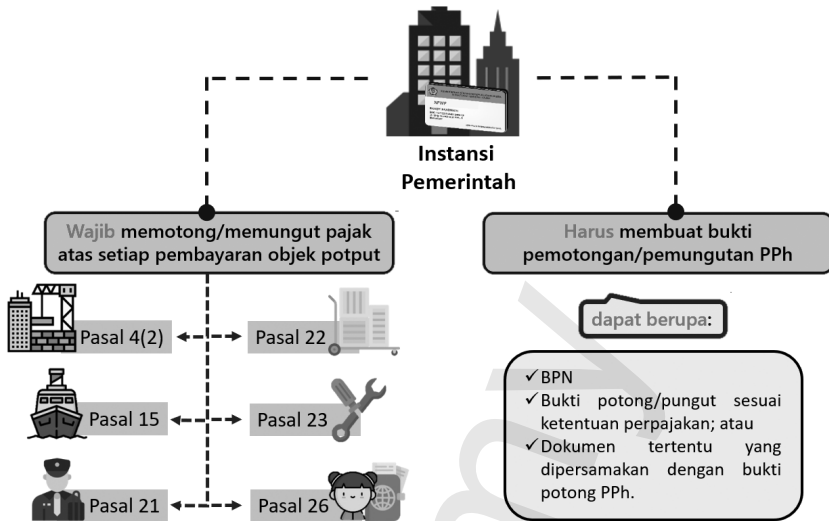 NPWP
Instansi
Pemerintah
Wajib memotong/memungut pajak
atas setiap pembayaran objek potput
Harus membuat bukti
pemotongan/pemungutan PPh
Pasal 4(2)
Pasal 22
Pasal 15
Pasal 23
Pasal 21
Pasal 26
dapat berupa:
✓BPN
✓Bukti potong/pungut sesuai
ketentuan perpajakan; atau
✓Dokumen tertentu yang
dipersamakan dengan bukti
potong PPh.